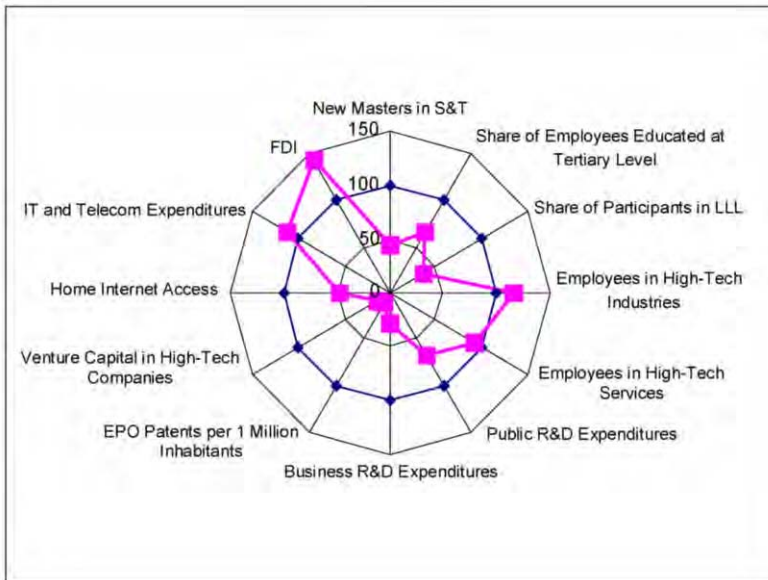 New Masters in S&T
150
FDI
Share of Employees Educated at
Tertiary Level
100
IT and Telecom Expenditures
Share of Participants in LLL
50
Home Internet Access
0
Employees in High-Tech
Industries
Venture Capital in High-Tech
Companies
Employees in High-Tech
Services
EPO Patents per 1 Million
Inhabitants
Public R&D Expenditures
Business R&D Expenditures